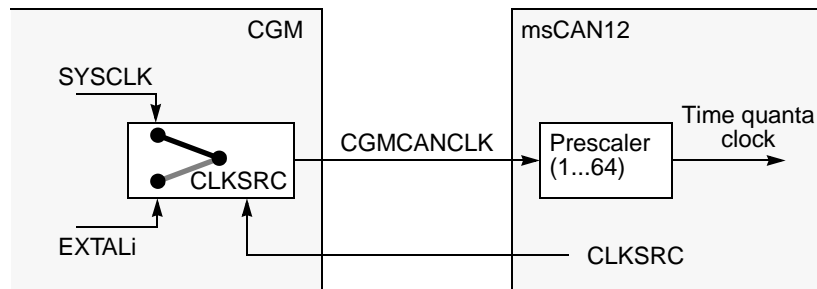 CGM
msCAN12
SYSCLK
CGMCANCLK
Time quanta
clock
Prescaler
(1...64)
CLKSRC
EXTALi
CLKSRC